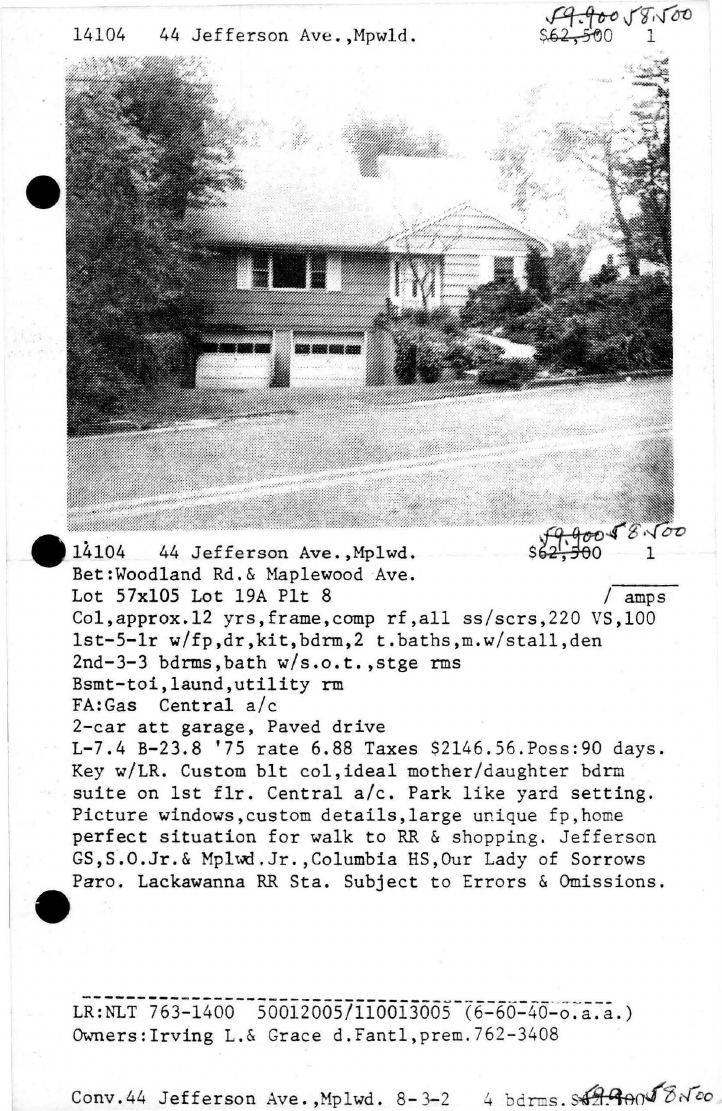 59.900 58.500
14104 44 Jefferson Ave.,Mpwld. $62,500 1
59.900 58.500
14104 44 Jefferson Ave.,Mplwd. $62,500 1
Bet:Woodland Rd.& Maplewood Ave.
Lot 57x105 Lot 19A Plt 8 / amps
Col,approx.12 yrs,frame,comp rf,all ss/scrs,220 VS,100
1st-5-lr w/fp,dr,kit,bdrm,2 t.baths,m.w/stall,den
2nd-3-3 bdrms,bath w/s.o.t.,stge rms
Bsmt-toi,laund,utility rm
FA:Gas Central a/c
2-car att garage, Paved drive
L-7.4 B-23.8 '75 rate 6.88 Taxes $2146.56.Poss:90 days.
Key w/LR. Custom blt col,ideal mother/daughter bdrm
suite on 1st flr. Central a/c. Park like yard setting.
Picture windows,custom details,large unique fp,home
perfect situation for walk to RR & shopping. Jefferson
GS,S.O.Jr.& Mplwd.Jr.,Columbia HS,Our Lady of Sorrows
Paro. Lackawanna RR Sta. Subject to Errors & Omissions.
LR:NLT 763-1400 50012005/110013005 (6-60-40-o.a.a.)
Owners:Irving L.& Grace d.Fantl,prem.762-3408
Conv.44 Jefferson Ave.,Mplwd. 8-3-2 4 bdrms. 58.500